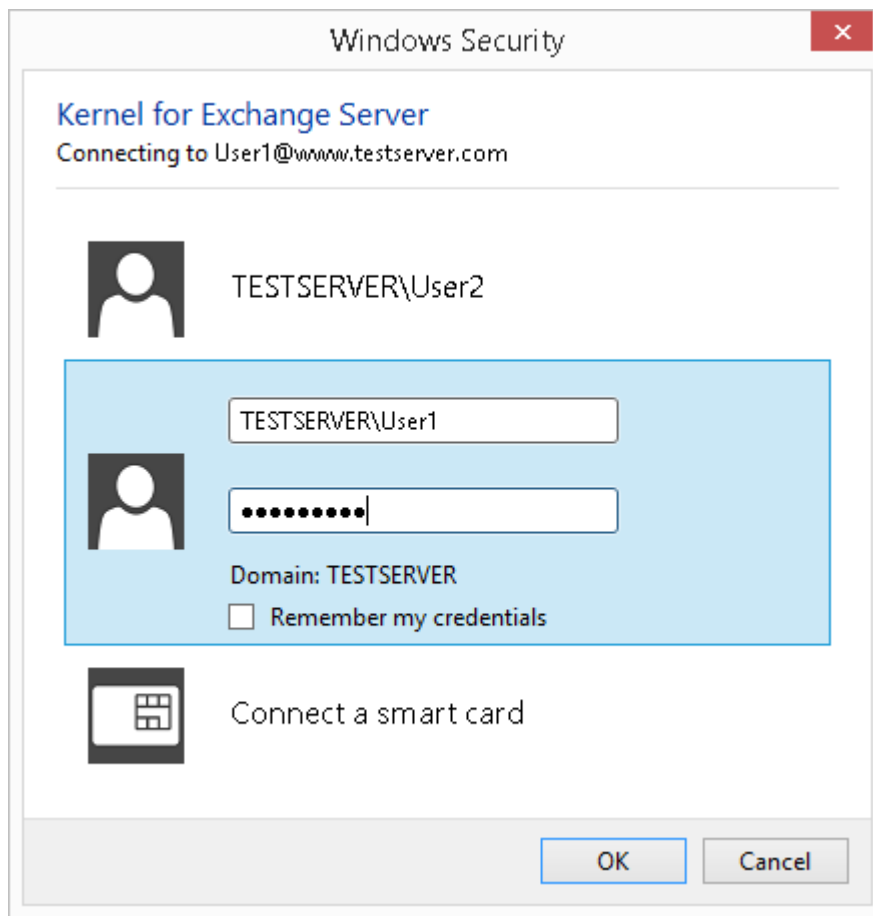 Windows Security
Kernel for Exchange Server
Connecting to User1@www.testserver.com
TESTSERVER\User2
TESTSERVER\User1
●●●●●●●●●
Domain: TESTSERVER
Remember my credentials
Connect a smart card
OK
Cancel